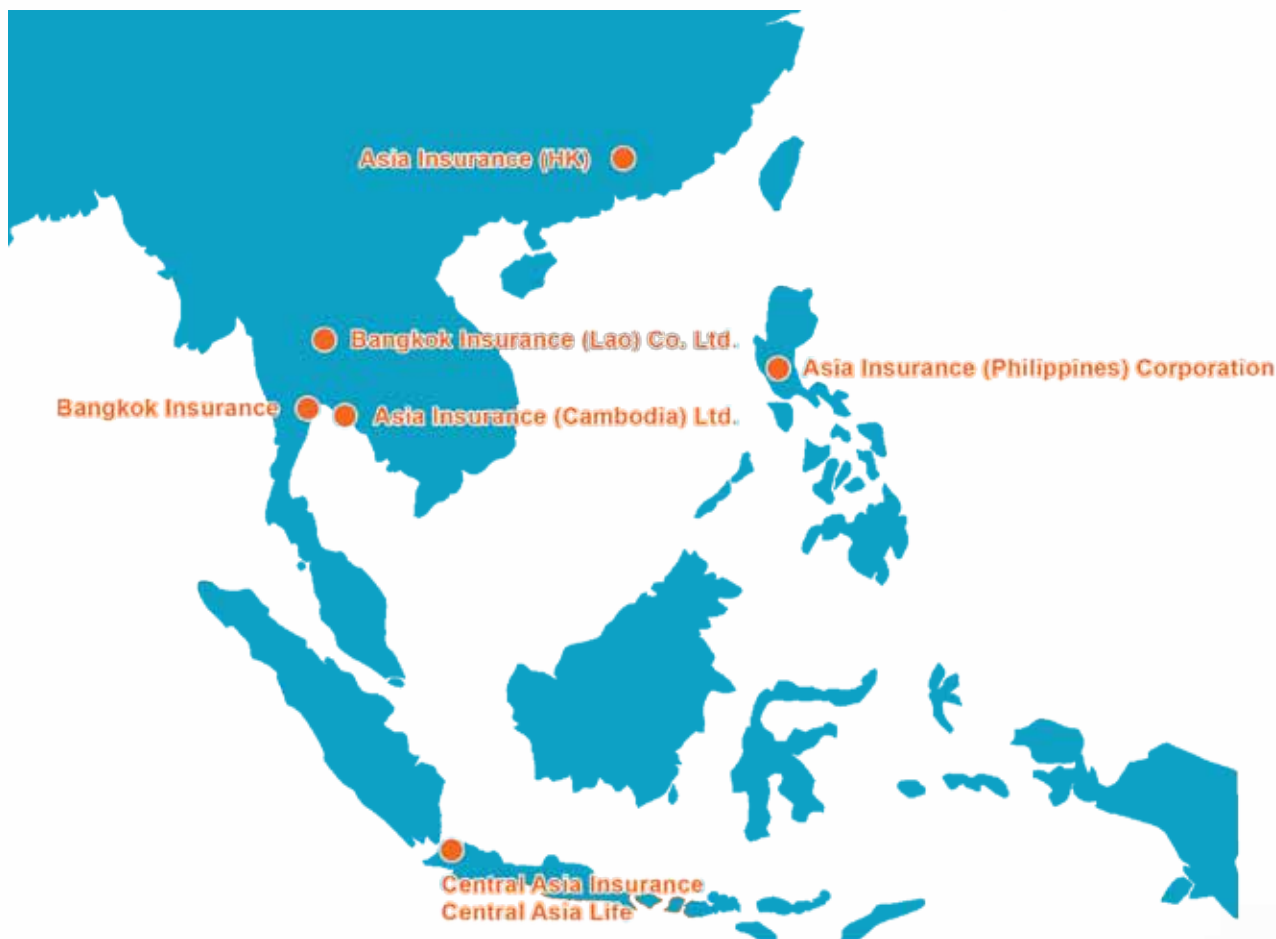 Asia Insurance (HK)
Bangkok Insurance (Lao) Co. Ltd.
Asia Insurance (Philippines) Corporation
Bangkok Insurance
Asia Insurance (Cambodia) Ltd.
Central Asia Insurance
Central Asia Life